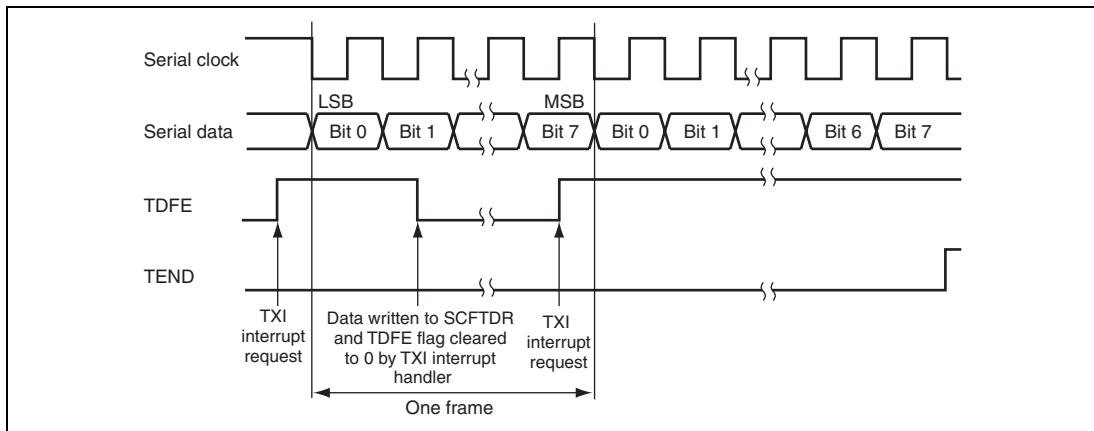 Serial clock
LSB
MSB
Serial data
Bit 0
Bit 1
Bit 7
Bit 0
Bit 1
Bit 6
Bit 7
TDFE
TEND
TXI
interrupt
request
Data written to SCFTDR
and TDFE flag cleared
to 0 by TXI interrupt
handler
TXI
interrupt
request
One frame